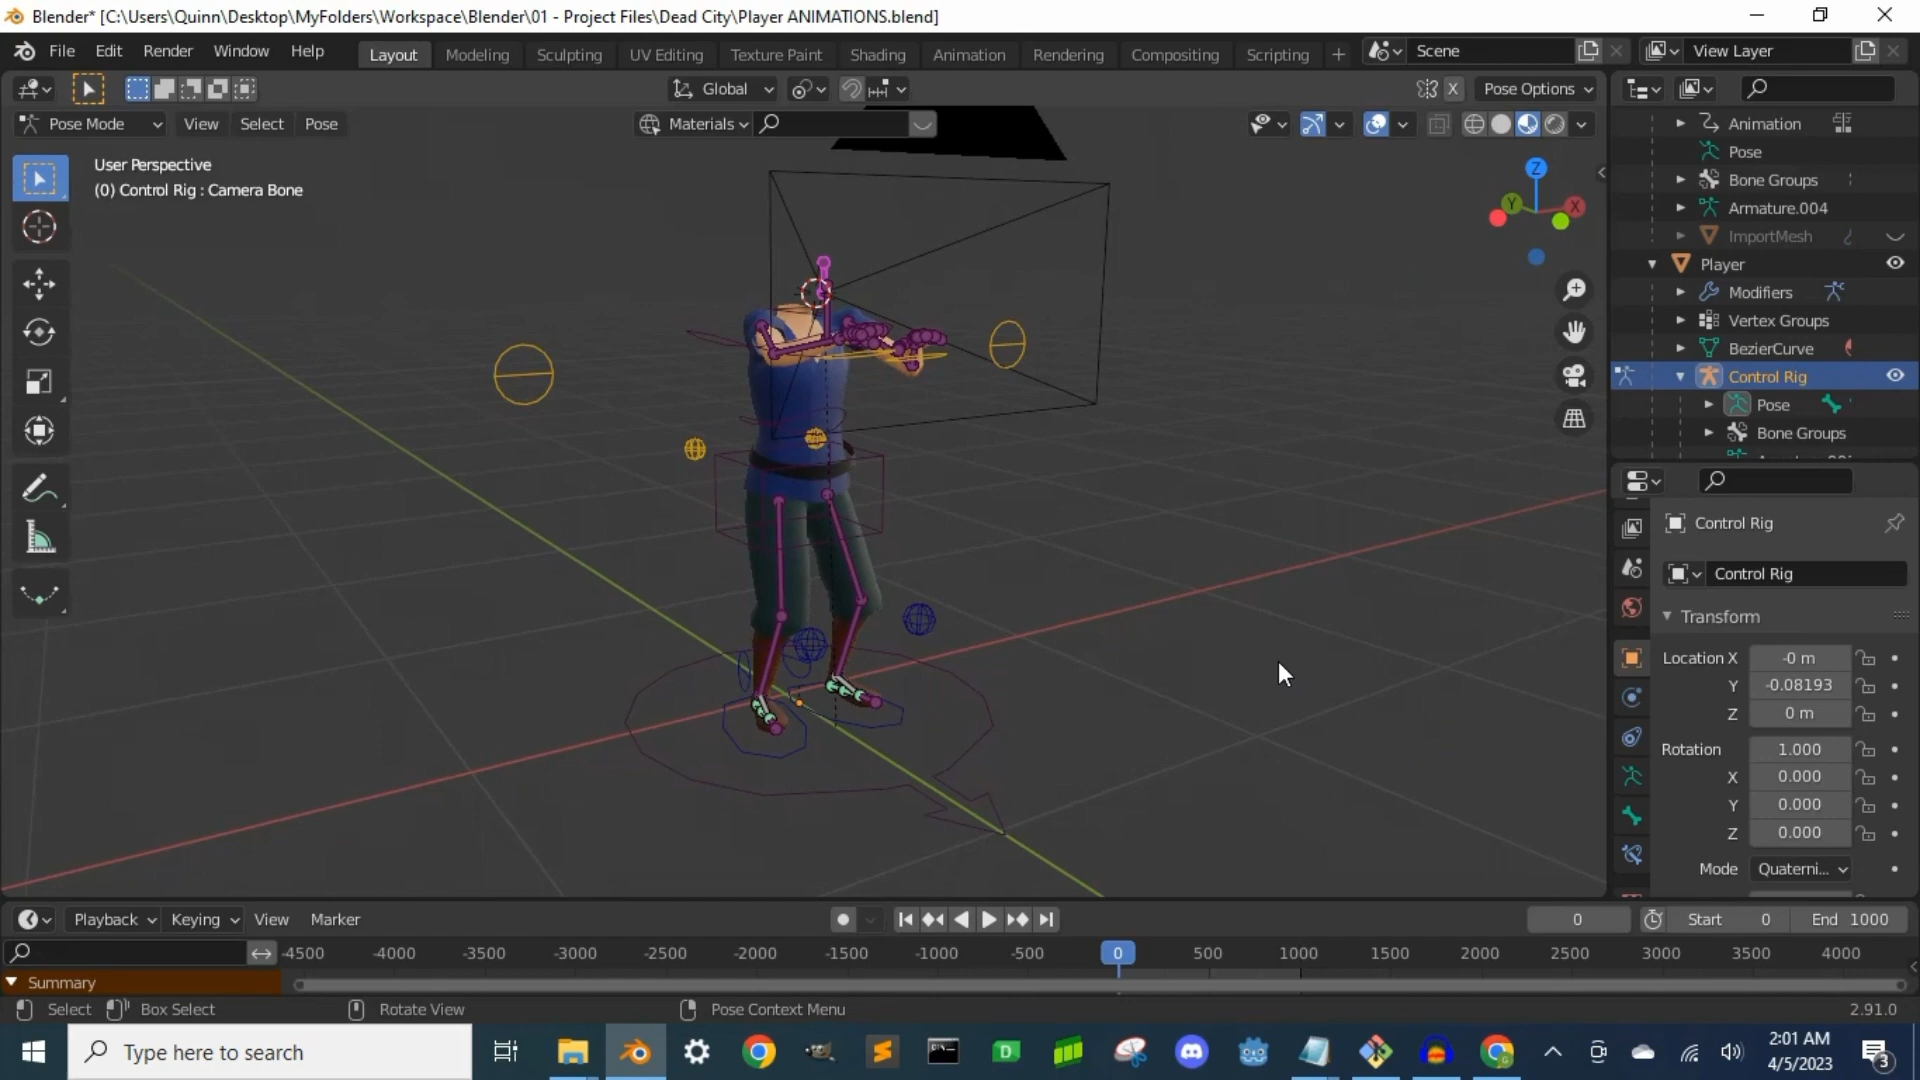 Blender* [C:\Users\Quinn\Desktop\MyFolders\Workspace\Blender\01 - Project Files\Dead City\Player ANIMATIONS.blend]
File Edit Render Window Help Layout Modeling Sculpting UV Editing Texture Paint Shading Animation Rendering Compositing Scripting + Scene View Layer
Global X Pose Options
Pose Mode View Select Pose Materials
User Perspective
(0) Control Rig : Camera Bone
Z
Y
X
Animation
Pose
Bone Groups
Armature.004
ImportMesh
Player
Modifiers
Vertex Groups
BezierCurve
Control Rig
Pose
Bone Groups
Control Rig
Control Rig
Transform
Location X -0 m
Y -0.08193
Z 0 m
Rotation 1.000
X 0.000
Y 0.000
Z 0.000
Mode Quaterni...
Playback Keying View Marker 0 Start 0 End 1000
-4500 -4000 -3500 -3000 -2500 -2000 -1500 -1000 -500 0 500 1000 1500 2000 2500 3000 3500 4000
Summary
Select Box Select Rotate View Pose Context Menu 2.91.0
Type here to search
D
2:01 AM
4/5/2023
3